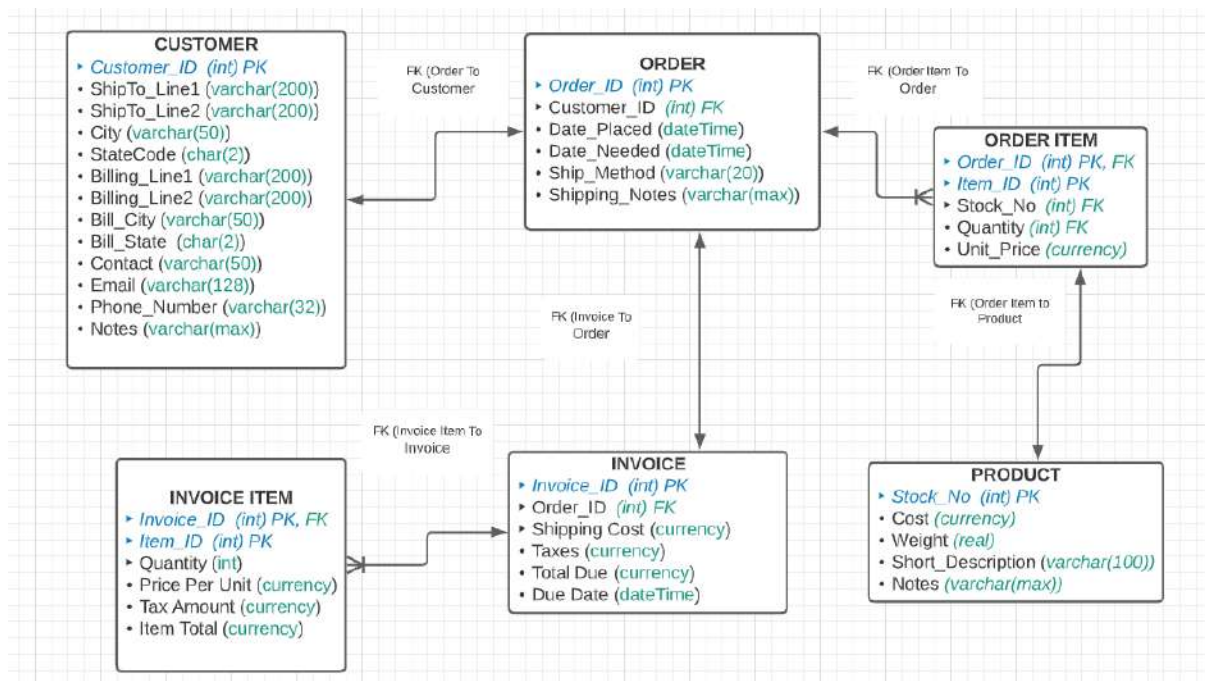 CUSTOMER
‣ Customer_ID (int) PK
• ShipTo_Line1 (varchar(200))
• ShipTo_Line2 (varchar(200))
• City (varchar(50))
• StateCode (char(2))
• Billing_Line1 (varchar(200))
• Billing_Line2 (varchar(200))
• Bill_City (varchar(50))
• Bill_State (char(2))
• Contact (varchar(50))
• Email (varchar(128))
• Phone_Number (varchar(32))
• Notes (varchar(max))
FK (Order To
Customer
ORDER
‣ Order_ID (int) PK
‣ Customer_ID (int) FK
• Date_Placed (dateTime)
• Date_Needed (dateTime)
• Ship_Method (varchar(20))
• Shipping_Notes (varchar(max))
FK (Order Item To
Order
ORDER ITEM
‣ Order_ID (int) PK, FK
‣ Item_ID (int) PK
‣ Stock_No (int) FK
• Quantity (int) FK
• Unit_Price (currency)
FK (Invoice To
Order
FK (Order Item to
Product
FK (Invoice Item To
Invoice
INVOICE ITEM
‣ Invoice_ID (int) PK, FK
‣ Item_ID (int) PK
‣ Quantity (int)
• Price Per Unit (currency)
• Tax Amount (currency)
• Item Total (currency)
INVOICE
‣ Invoice_ID (int) PK
‣ Order_ID (int) FK
‣ Shipping Cost (currency)
• Taxes (currency)
• Total Due (currency)
• Due Date (dateTime)
PRODUCT
‣ Stock_No (int) PK
• Cost (currency)
• Weight (real)
• Short_Description (varchar(100))
• Notes (varchar(max))